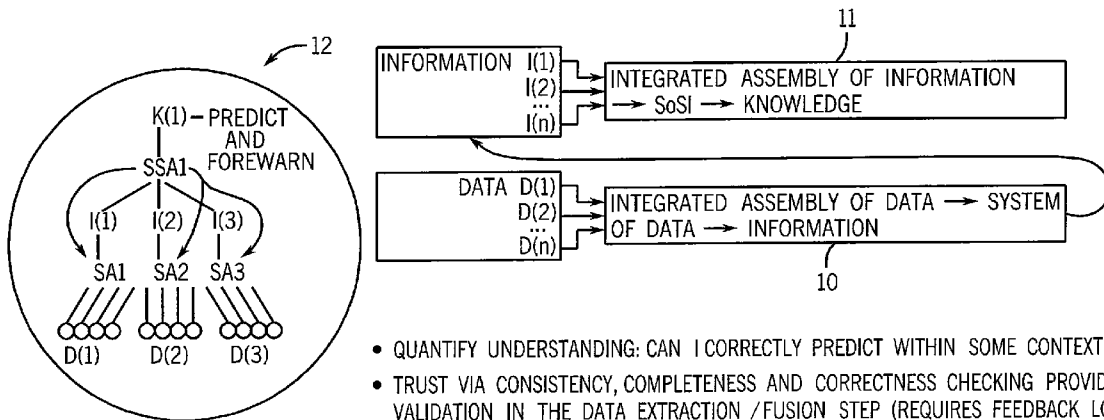 12
K(1) – PREDICT
AND
FOREWARN
SSA1
I(1) I(2) I(3)
SA1 SA2 SA3
D(1) D(2) D(3)
11
INFORMATION I(1)
I(2)
...
I(n)
INTEGRATED ASSEMBLY OF INFORMATION
→ SoSI → KNOWLEDGE
DATA D(1)
D(2)
...
D(n)
INTEGRATED ASSEMBLY OF DATA → SYSTEM
OF DATA → INFORMATION
10
• QUANTIFY UNDERSTANDING: CAN I CORRECTLY PREDICT WITHIN SOME CONTEXT
• TRUST VIA CONSISTENCY, COMPLETENESS AND CORRECTNESS CHECKING
VALIDATION IN THE DATA EXTRACTION / FUSION STEP (REQUIRES FEEDBACK